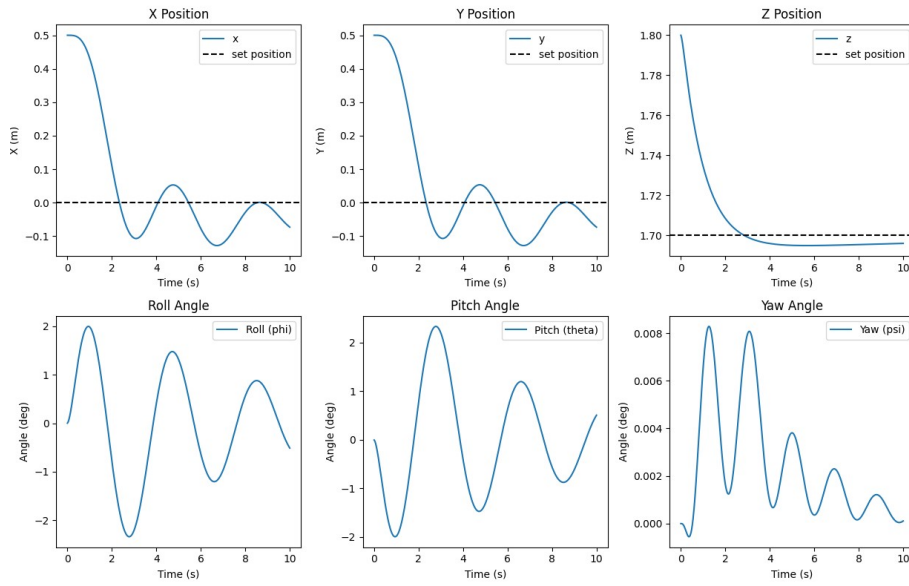 X Position
Y Position
Z Position
x
set position
y
set position
z
set position
X (m)
0.5
0.4
0.3
0.2
0.1
0.0
−0.1
Y (m)
0.5
0.4
0.3
0.2
0.1
0.0
−0.1
Z (m)
1.80
1.78
1.76
1.74
1.72
1.70
0 2 4 6 8 10
0 2 4 6 8 10
0 2 4 6 8 10
Time (s)
Time (s)
Time (s)
Roll Angle
Pitch Angle
Yaw Angle
Roll (phi)
Pitch (theta)
Yaw (psi)
Angle (deg)
2
1
0
−1
−2
Angle (deg)
2
1
0
−1
−2
Angle (deg)
0.008
0.006
0.004
0.002
0.000
0 2 4 6 8 10
0 2 4 6 8 10
0 2 4 6 8 10
Time (s)
Time (s)
Time (s)